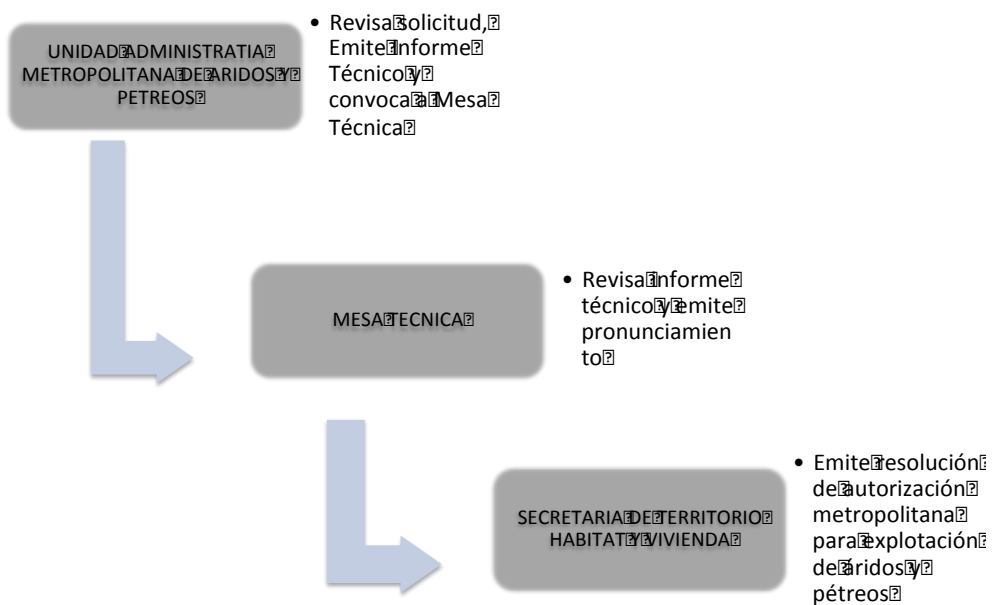 UNIDAD ADMINISTRATIA
METROPOLITANA DE ARIDOS Y
PETREOS
• Revisa solicitud,
Emite Informe
Técnico y
convoca a Mesa
Técnica
MESA TECNICA
• Revisa informe
técnico y emite
pronunciamien
to
SECRETARIA DE TERRITORIO
HABITAT Y VIVIENDA
• Emite resolución
de autorización
metropolitana
para explotación
de áridos y
pétreos